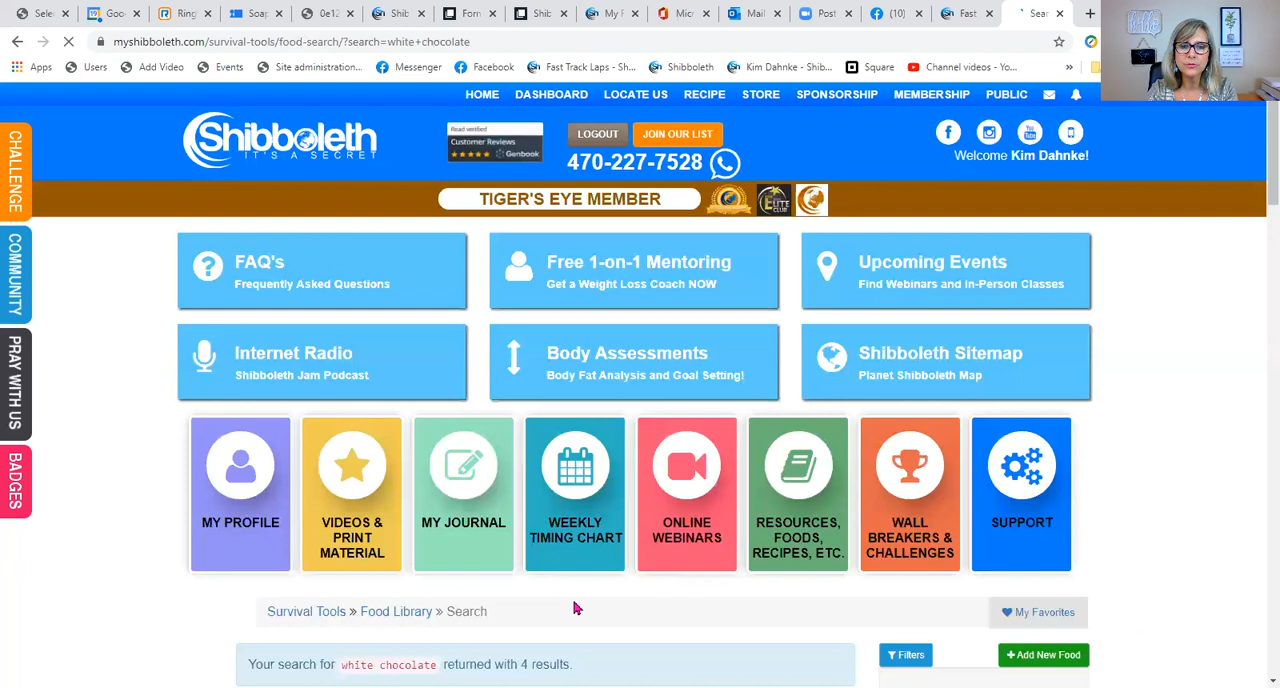 Sele
Goo
Ring
Soap
0e12
Shib
Forr
Shib
My F
Micr
Mail
Post
(10)
Fast
Sear
myshibboleth.com/survival-tools/food-search/?search=white+chocolate
Apps
Users
Add Video
Events
Site administration...
Messenger
Facebook
Fast Track Laps - Sh...
Shibboleth
Kim Dahnke - Shib...
Square
Channel videos - Yo...
»
HOME
DASHBOARD
LOCATE US
RECIPE
STORE
SPONSORSHIP
MEMBERSHIP
PUBLIC
Shibboleth
IT'S A SECRET
Read verified
Customer Reviews
Genbook
LOGOUT
JOIN OUR LIST
470-227-7528
Welcome Kim Dahnke!
TIGER'S EYE MEMBER
CHALLENGE
COMMUNITY
PRAY WITH US
BADGES
FAQ's
Frequently Asked Questions
Free 1-on-1 Mentoring
Get a Weight Loss Coach NOW
Upcoming Events
Find Webinars and In-Person Classes
Internet Radio
Shibboleth Jam Podcast
Body Assessments
Body Fat Analysis and Goal Setting!
Shibboleth Sitemap
Planet Shibboleth Map
MY PROFILE
VIDEOS &
PRINT
MATERIAL
MY JOURNAL
WEEKLY
TIMING CHART
ONLINE
WEBINARS
RESOURCES,
FOODS,
RECIPES, ETC.
WALL
BREAKERS &
CHALLENGES
SUPPORT
Survival Tools » Food Library » Search
My Favorites
Your search for white chocolate returned with 4 results.
Filters
+ Add New Food